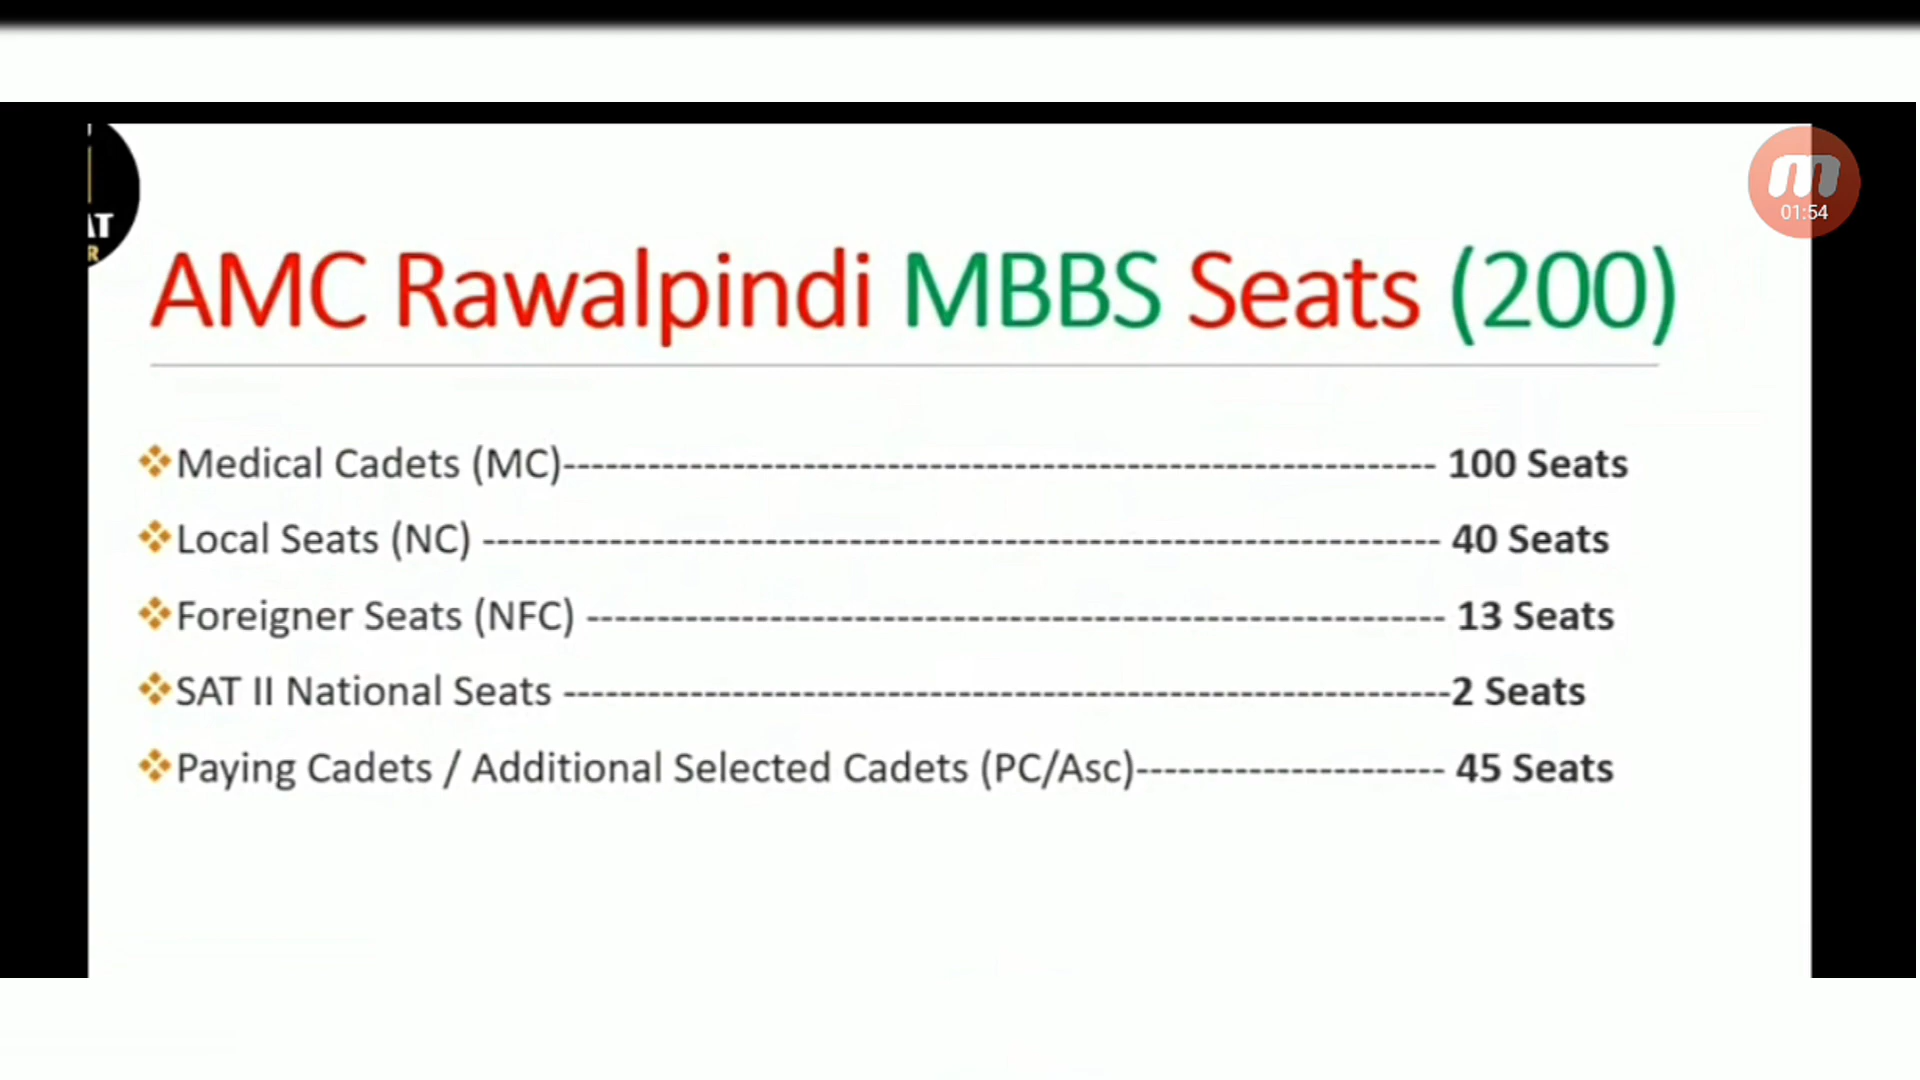 AT
R
01:54
AMC Rawalpindi MBBS Seats (200)
❖Medical Cadets (MC)-------------------------------------------------------------- 100 Seats
❖Local Seats (NC) -------------------------------------------------------------------- 40 Seats
❖Foreigner Seats (NFC) ------------------------------------------------------------- 13 Seats
❖SAT II National Seats ---------------------------------------------------------------2 Seats
❖Paying Cadets / Additional Selected Cadets (PC/Asc)---------------------- 45 Seats